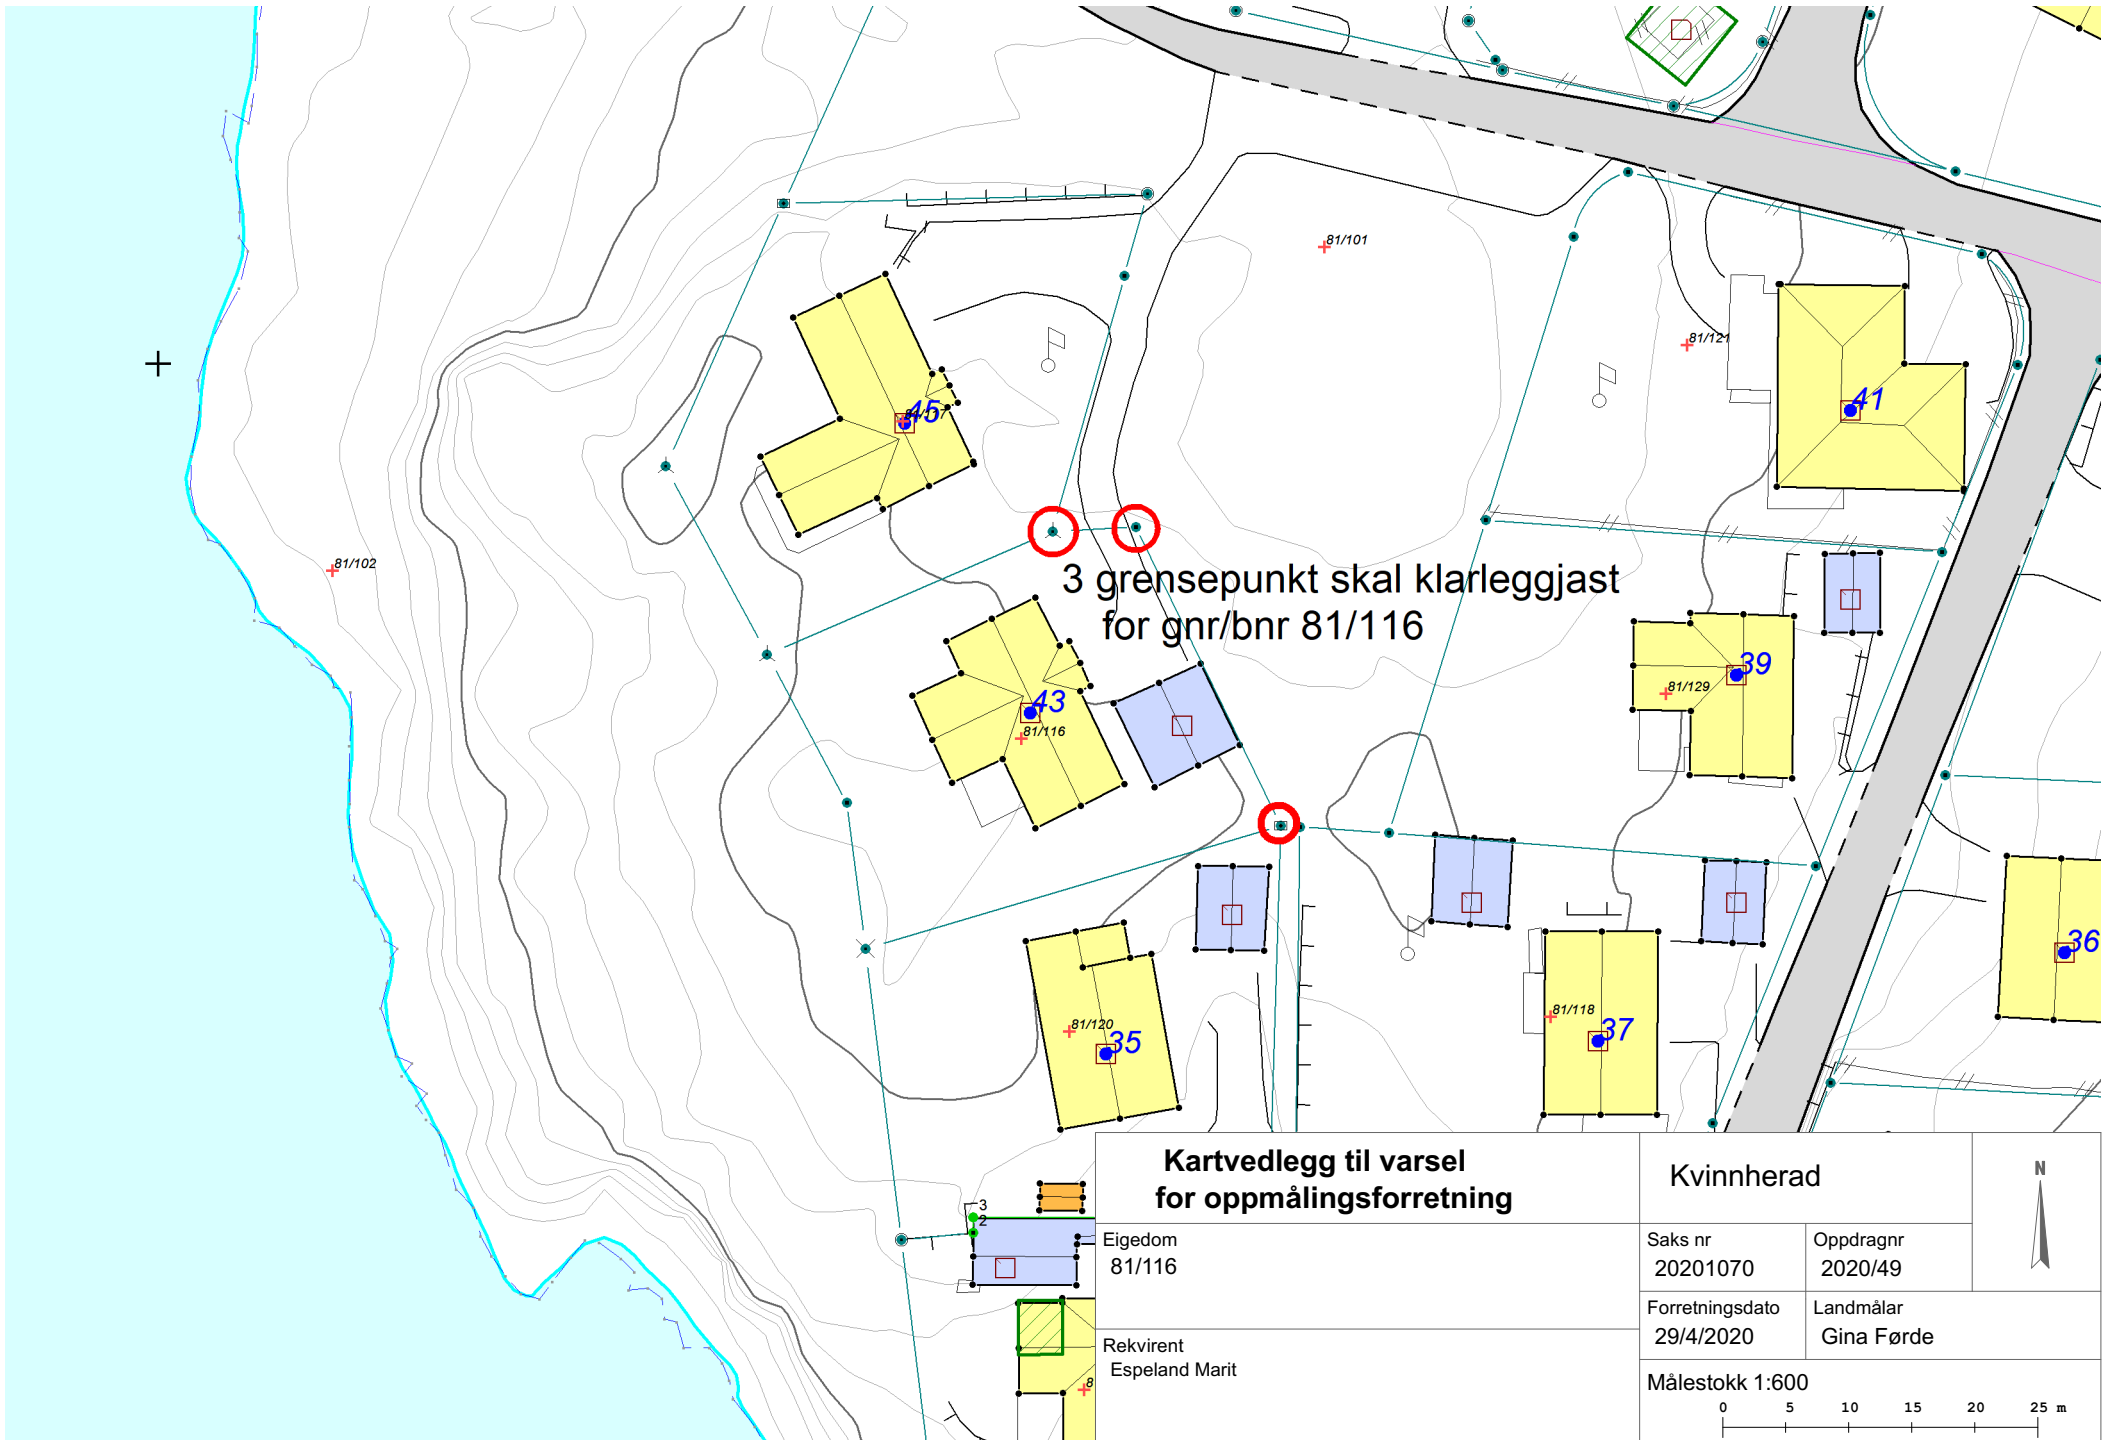 81/101
81/121
41
45
81/102
3 grensepunkt skal klarleggjast
for gnr/bnr 81/116
39
81/129
43
81/116
36
81/118
37
81/120
35
3
2
8
Kartvedlegg til varsel
for oppmålingsforretning
Kvinnherad
N
Eigedom
81/116
Saks nr
20201070
Oppdragnr
2020/49
Forretningsdato
29/4/2020
Landmålar
Gina Førde
Rekvirent
Espeland Marit
Målestokk 1:600
0 5 10 15 20 25 m